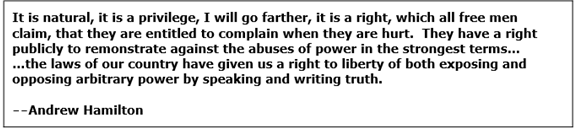 It is natural, it is a privilege, I will go farther, it is a right, which all free men
claim, that they are entitled to complain when they are hurt.  They have a right
publicly to remonstrate against the abuses of power in the strongest terms...
...the laws of our country have given us a right to liberty of both exposing and
opposing arbitrary power by speaking and writing truth.
--Andrew Hamilton